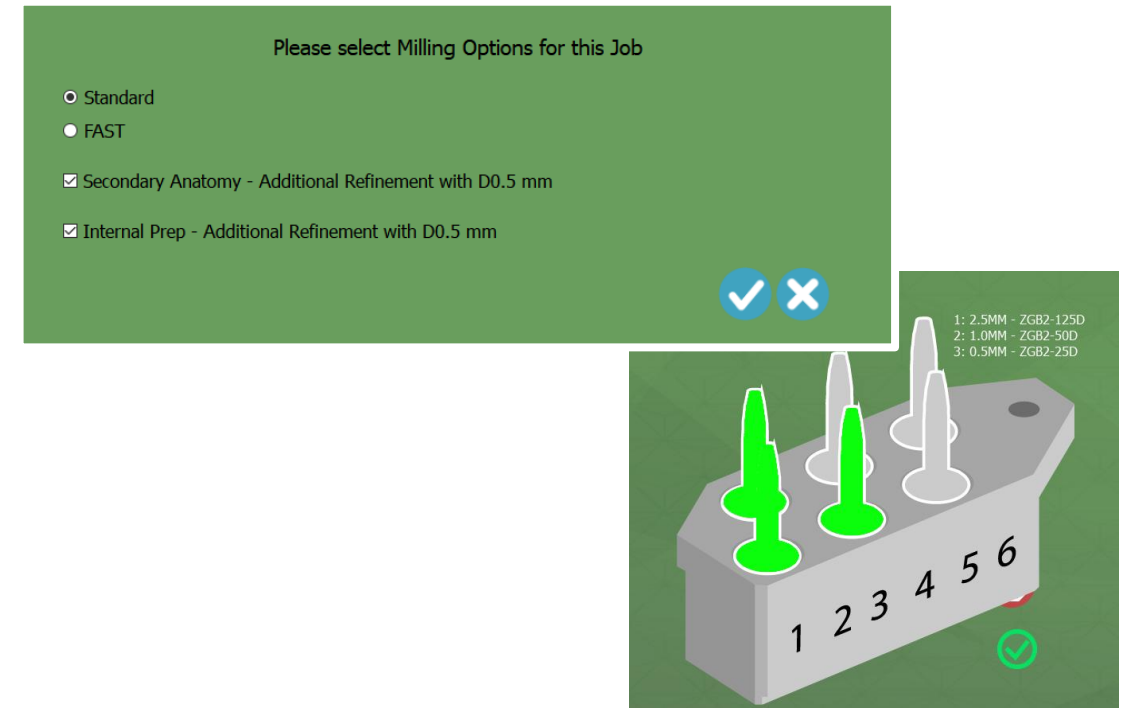 Please select Milling Options for this Job
Standard
FAST
Secondary Anatomy - Additional Refinement with D0.5 mm
Internal Prep - Additional Refinement with D0.5 mm
1: 2.5MM - ZGB2-125D
2: 1.0MM - ZGB2-50D
3: 0.5MM - ZGB2-25D
1 2 3 4 5 6